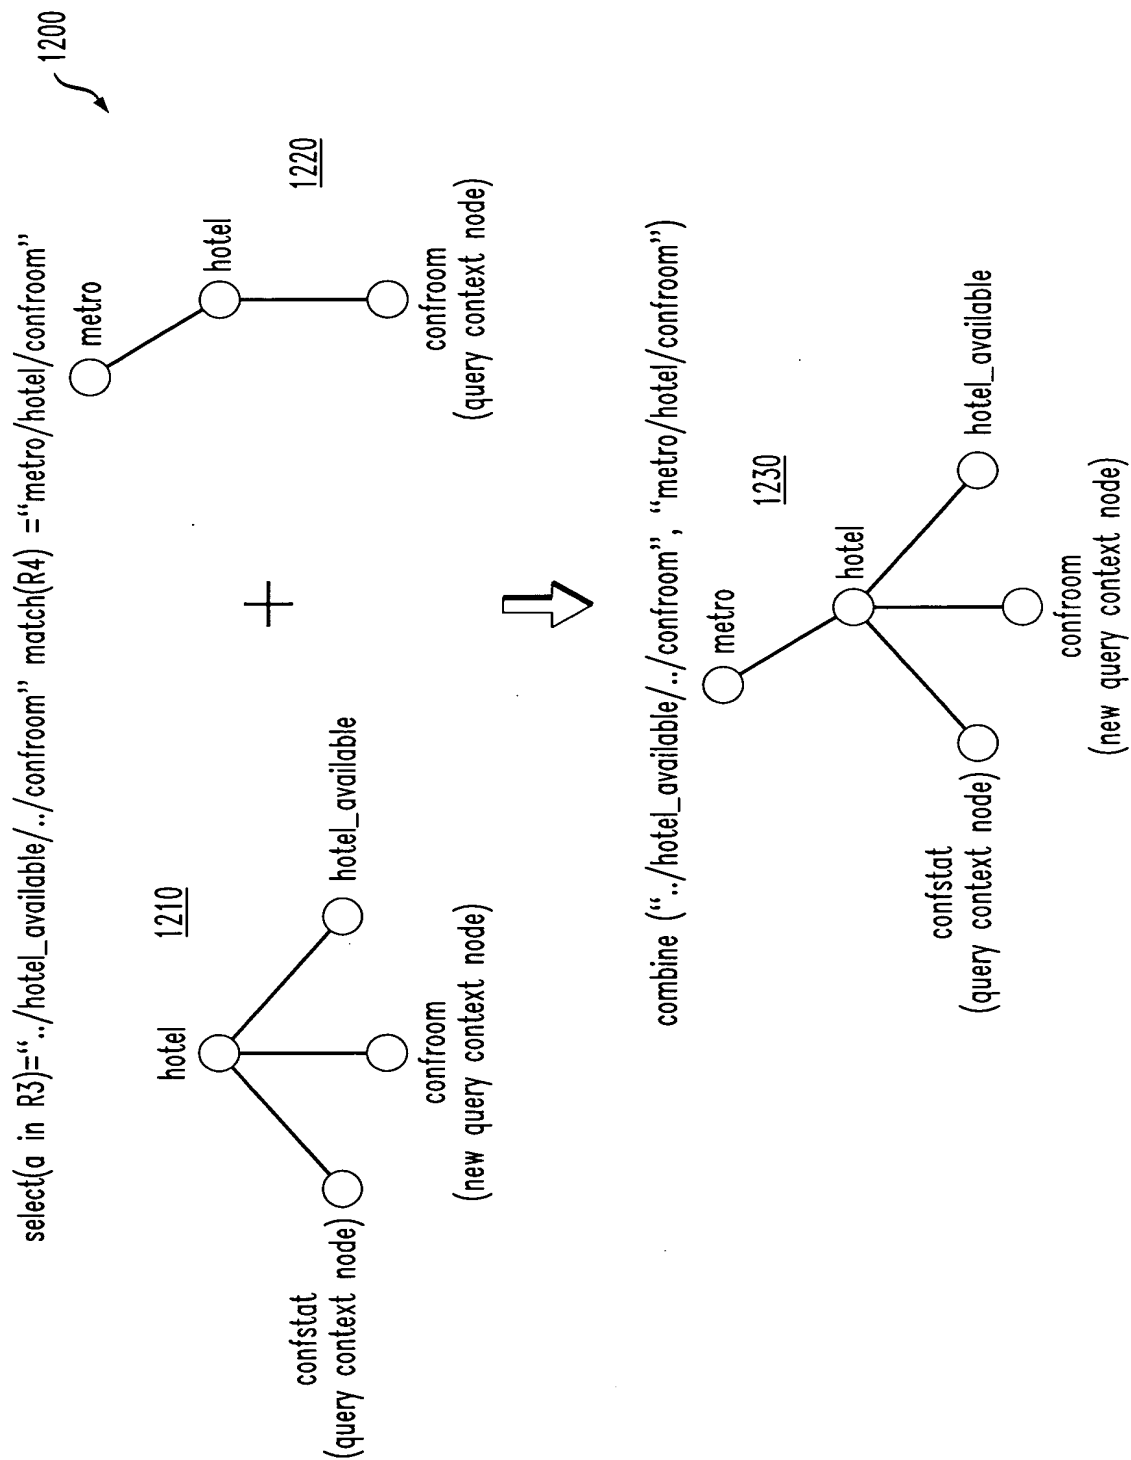 1200
select(a in R3)=“../hotel_available/../confroom” match(R4) =“metro/hotel/confroom”
1210
hotel
confstat
(query context node)
confroom
(new query context node)
hotel_available
+
1220
metro
hotel
confroom
(query context node)
combine (“../hotel_available/../confroom”, “metro/hotel/confroom”)
1230
metro
hotel
confstat
(query context node)
confroom
(new query context node)
hotel_available